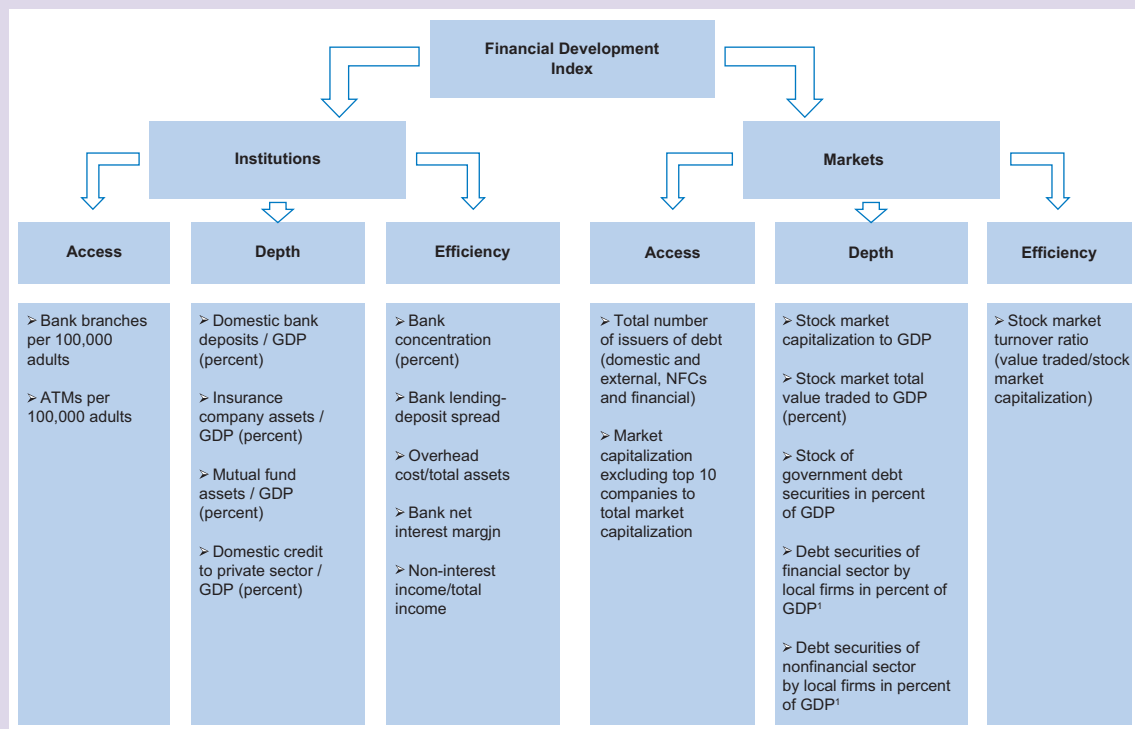 Financial Development
Index
Institutions
Markets
Access
Depth
Efficiency
Access
Depth
Efficiency
➢ Bank branches
per 100,000
adults
➢ ATMs per
100,000 adults
➢ Domestic bank
deposits / GDP
(percent)
➢ Insurance
company assets /
GDP (percent)
➢ Mutual fund
assets / GDP
(percent)
➢ Domestic credit
to private sector /
GDP (percent)
➢ Bank
concentration
(percent)
➢ Bank lending-
deposit spread
➢ Overhead
cost/total assets
➢ Bank net
interest margin
➢ Non-interest
income/total
income
➢ Total number
of issuers of debt
(domestic and
external, NFCs
and financial)
➢ Market
capitalization
excluding top 10
companies to
total market
capitalization
➢ Stock market
capitalization to GDP
➢ Stock market total
value traded to GDP
(percent)
➢ Stock of
government debt
securities in percent
of GDP
➢ Debt securities of
financial sector by
local firms in percent of
GDP¹
➢ Debt securities of
nonfinancial sector
by local firms in percent
of GDP¹
➢ Stock market
turnover ratio
(value traded/stock
market
capitalization)